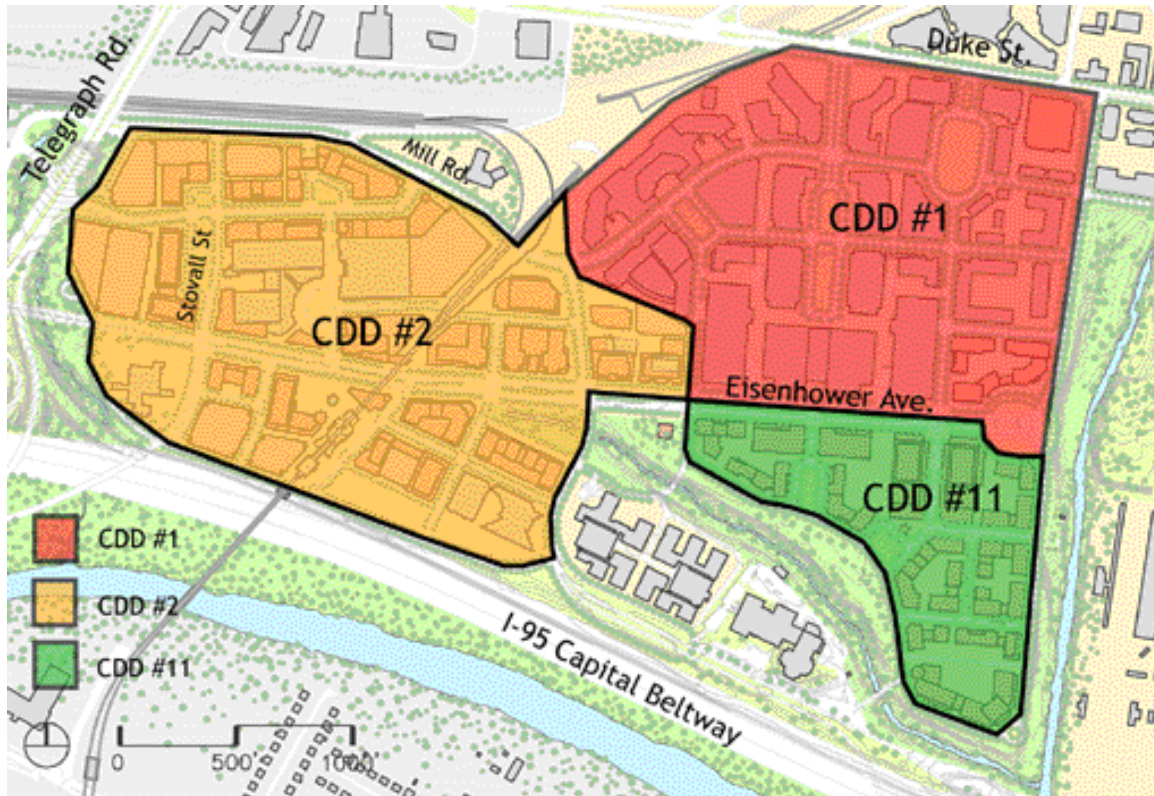 Duke St.
Telegraph Rd.
Mill Rd.
CDD #1
Stovall St
CDD #2
Eisenhower Ave.
CDD #11
CDD #1
CDD #2
CDD #11
I-95 Capital Beltway
0 500' 1000'